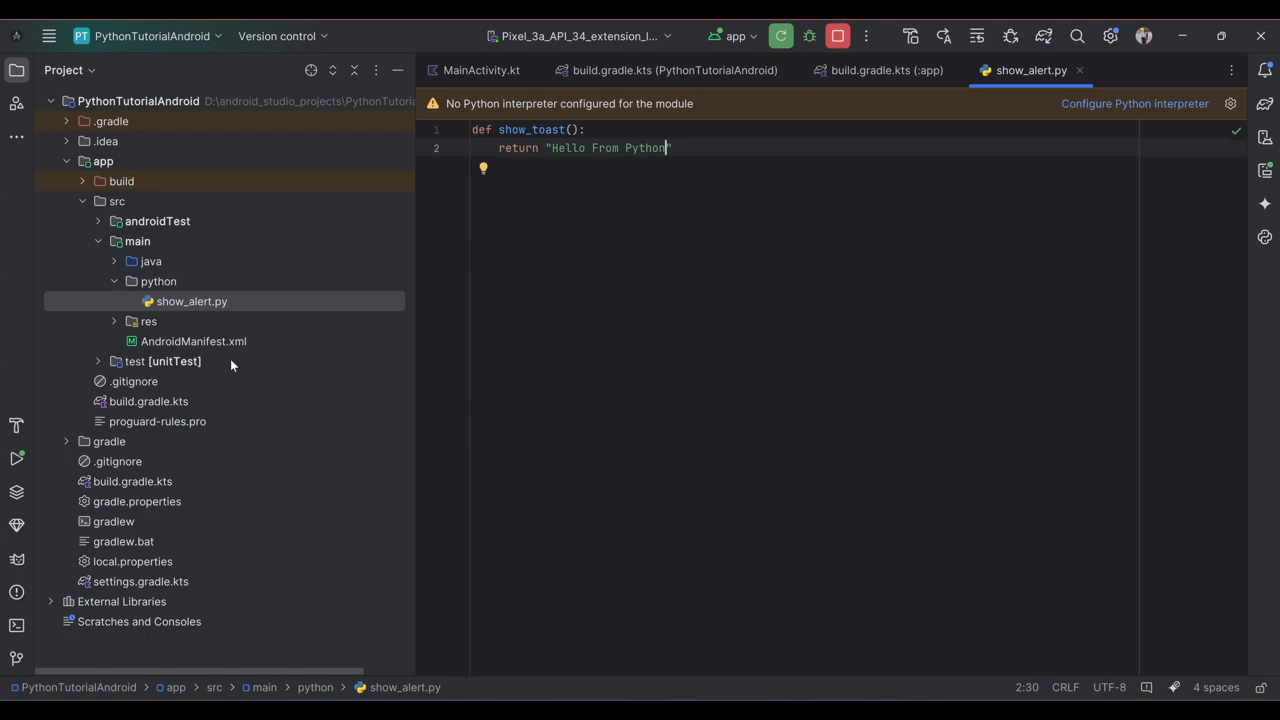 PT PythonTutorialAndroid
Version control
Pixel_3a_API_34_extension_l...
app
Project
MainActivity.kt
build.gradle.kts (PythonTutorialAndroid)
build.gradle.kts (:app)
show_alert.py
PythonTutorialAndroid D:\android_studio_projects\PythonTutoria
No Python interpreter configured for the module
Configure Python interpreter
.gradle
.idea
app
build
src
androidTest
main
java
python
show_alert.py
res
M AndroidManifest.xml
test [unitTest]
.gitignore
build.gradle.kts
proguard-rules.pro
gradle
.gitignore
build.gradle.kts
gradle.properties
gradlew
gradlew.bat
local.properties
settings.gradle.kts
External Libraries
Scratches and Consoles
1 def show_toast():
2 return "Hello From Python"
PythonTutorialAndroid > app > src > main > python > show_alert.py
2:30 CRLF UTF-8 4 spaces